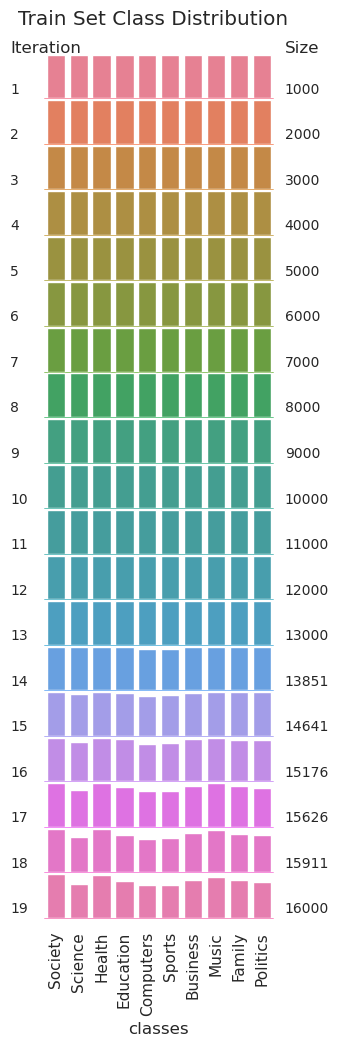 Train Set Class Distribution
Iteration Size
1 1000
2 2000
3 3000
4 4000
5 5000
6 6000
7 7000
8 8000
9 9000
10 10000
11 11000
12 12000
13 13000
14 13851
15 14641
16 15176
17 15626
18 15911
19 16000
Society
Science
Health
Education
Computers
Sports
Business
Music
Family
Politics
classes